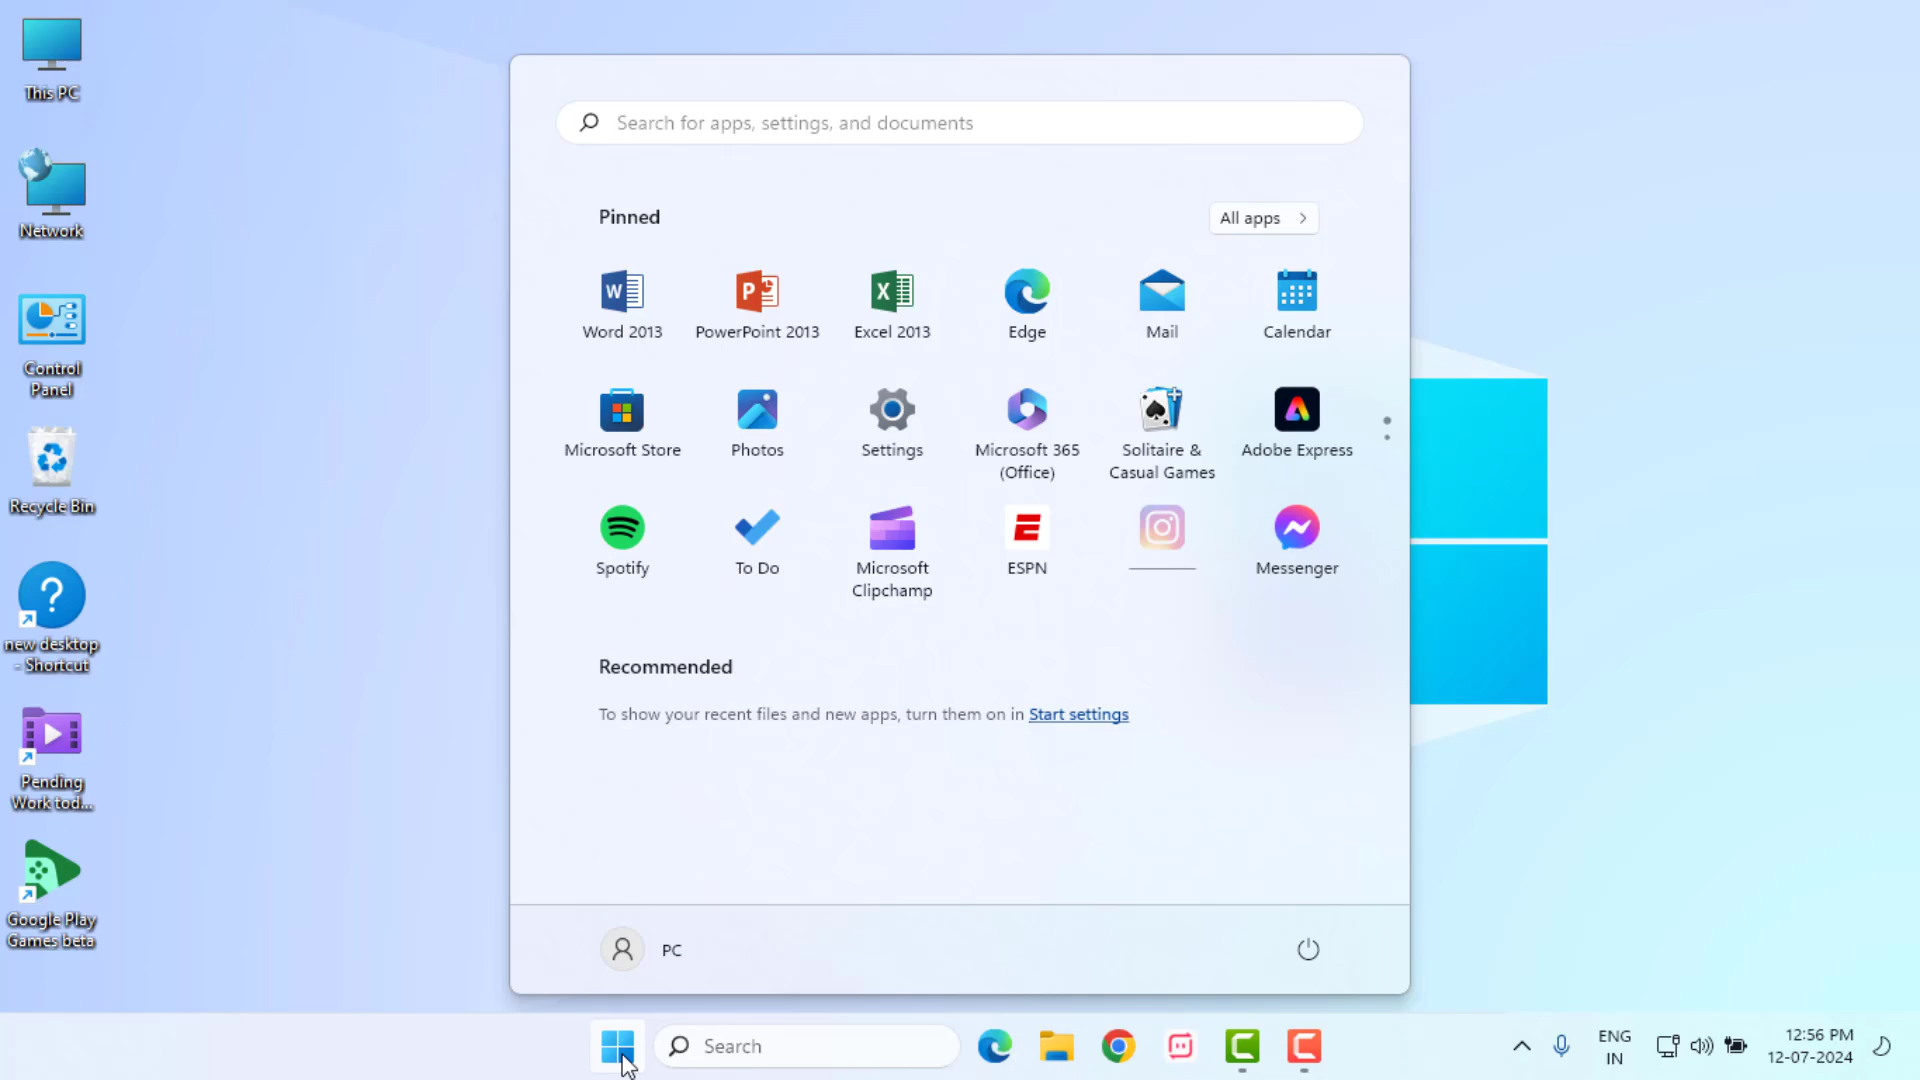 This PC
Network
Control
Panel
Recycle Bin
new desktop
- Shortcut
Pending
Work tod...
Google Play
Games beta
Search for apps, settings, and documents
Pinned
All apps
Word 2013
PowerPoint 2013
Excel 2013
Edge
Mail
Calendar
Microsoft Store
Photos
Settings
Microsoft 365
(Office)
Solitaire &
Casual Games
Adobe Express
Spotify
To Do
Microsoft
Clipchamp
ESPN
Messenger
Recommended
To show your recent files and new apps, turn them on in Start settings
PC
Search
ENG
IN
12:56 PM
12-07-2024